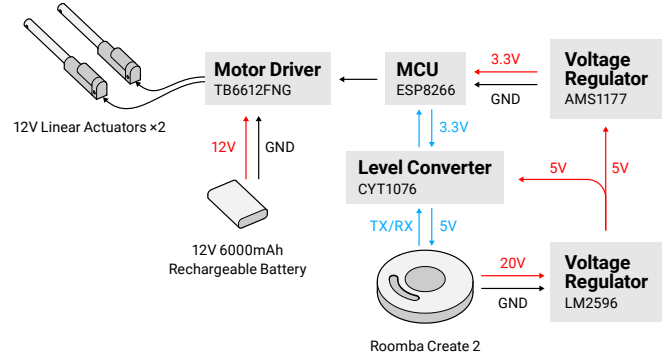 Motor Driver
TB6612FNG
MCU
ESP8266
3.3V
GND
Voltage
Regulator
AMS1177
12V Linear Actuators ×2
12V
GND
3.3V
Level Converter
CYT1076
5V
5V
TX/RX
5V
12V 6000mAh
Rechargeable Battery
20V
GND
Voltage
Regulator
LM2596
Roomba Create 2